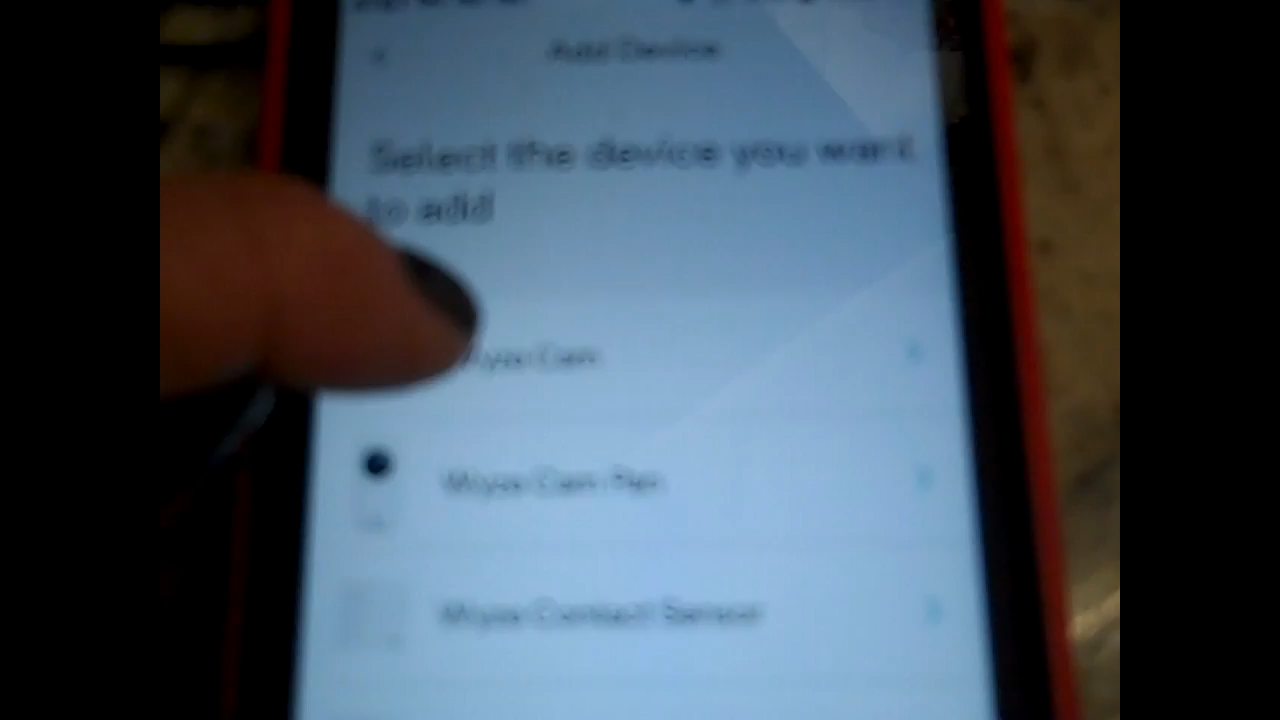 Add Device
Select the device you want
to add
Wyze Cam
Wyze Cam Pan
Wyze Contact Sensor